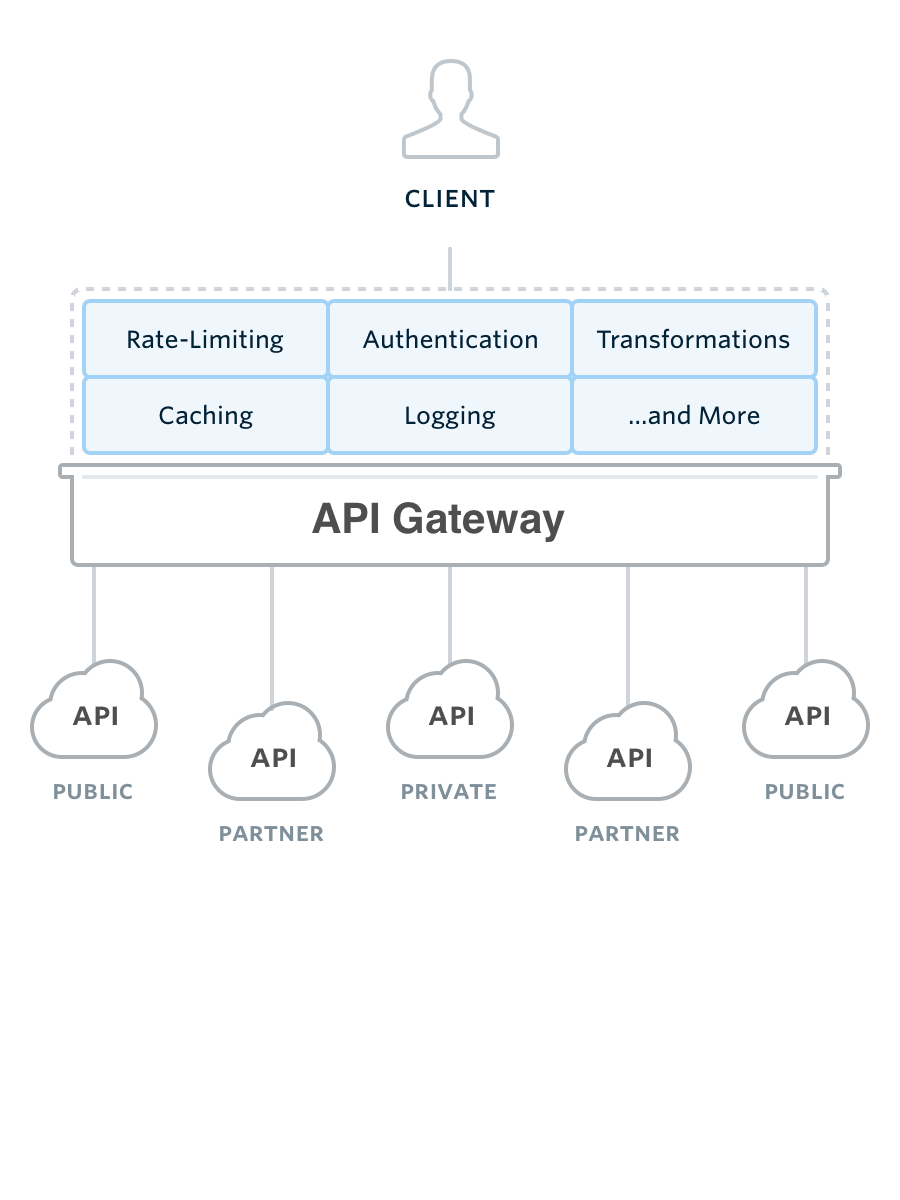 CLIENT
Rate-Limiting Authentication Transformations
Caching Logging ...and More
API Gateway
API API API
API API
PUBLIC PRIVATE PUBLIC
PARTNER PARTNER